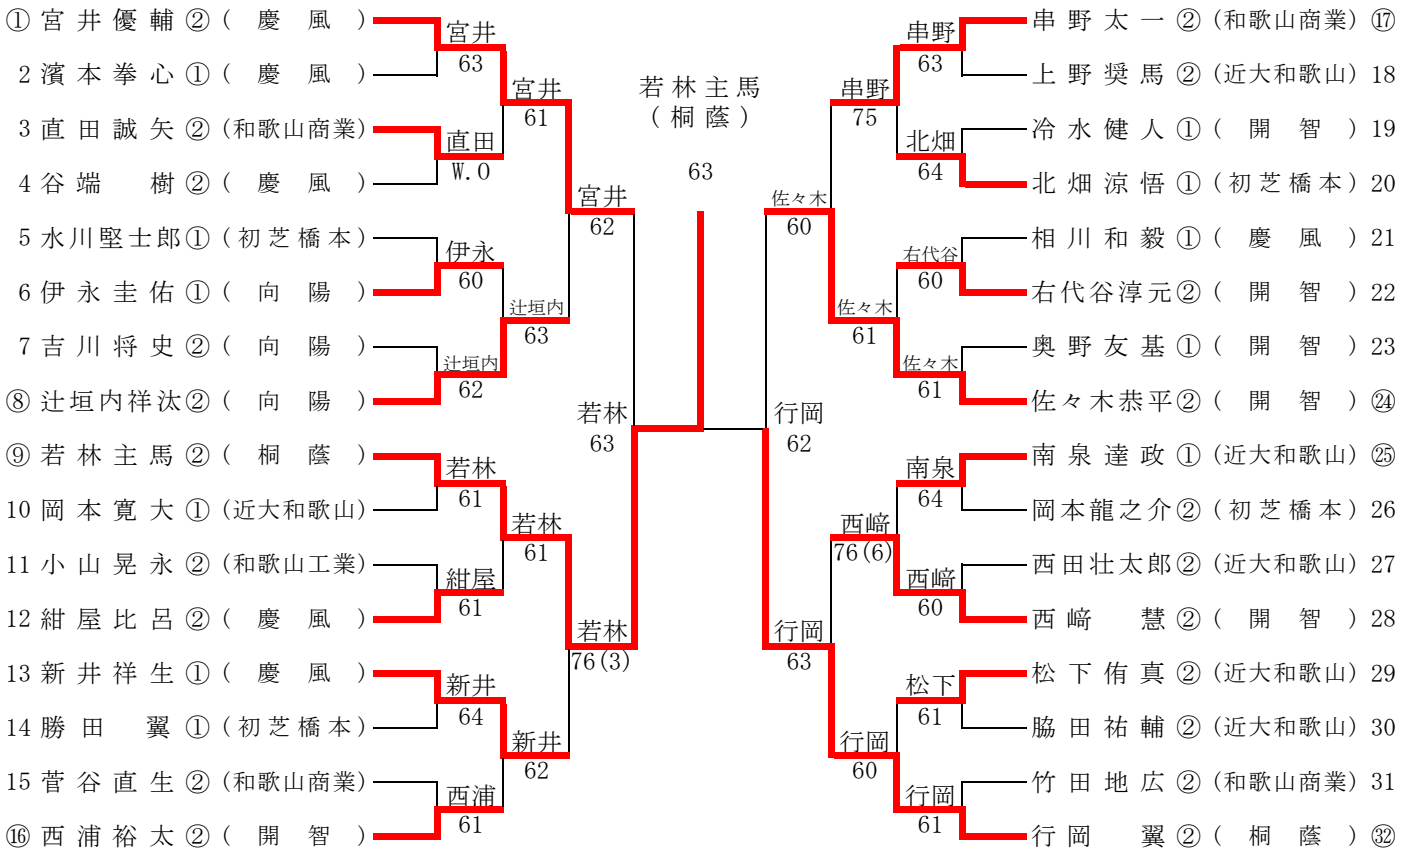 ① 宮井優輔 ② (慶風)
2 濱本拳心 ① (慶風)
3 直田誠矢 ② (和歌山商業)
4 谷端 樹 ② (慶風)
5 水川堅士郎 ① (初芝橋本)
6 伊永圭佑 ① (向陽)
7 吉川将史 ② (向陽)
⑧ 辻垣内祥汰 ② (向陽)
⑨ 若林主馬 ② (桐蔭)
10 岡本寛大 ① (近大和歌山)
11 小山晃永 ② (和歌山工業)
12 紺屋比呂 ② (慶風)
13 新井祥生 ① (慶風)
14 勝田 翼 ① (初芝橋本)
15 菅谷直生 ② (和歌山商業)
⑯ 西浦裕太 ② (開智)
宮井
63
直田
W.O
伊永
60
辻垣内
62
若林
61
紺屋
61
新井
64
西浦
61
宮井
61
辻垣内
63
若林
61
新井
62
宮井
62
若林
76(3)
若林
63
若林主馬
(桐蔭)
63
行岡
62
佐々木
60
行岡
63
串野
75
佐々木
61
西﨑
76(6)
行岡
60
串野
63
北畑
64
右代谷
60
佐々木
61
南泉
64
西﨑
60
松下
61
行岡
61
串野太一 ② (和歌山商業) ⑰
上野奨馬 ② (近大和歌山) 18
冷水健人 ① (開智) 19
北畑涼悟 ① (初芝橋本) 20
相川和毅 ① (慶風) 21
右代谷淳元 ② (開智) 22
奥野友基 ① (開智) 23
佐々木恭平 ② (開智) ㉔
南泉達政 ① (近大和歌山) ㉕
岡本龍之介 ② (初芝橋本) 26
西田壮太郎 ② (近大和歌山) 27
西﨑 慧 ② (開智) 28
松下侑真 ② (近大和歌山) 29
脇田祐輔 ② (近大和歌山) 30
竹田地広 ② (和歌山商業) 31
行岡 翼 ② (桐蔭) ㉜